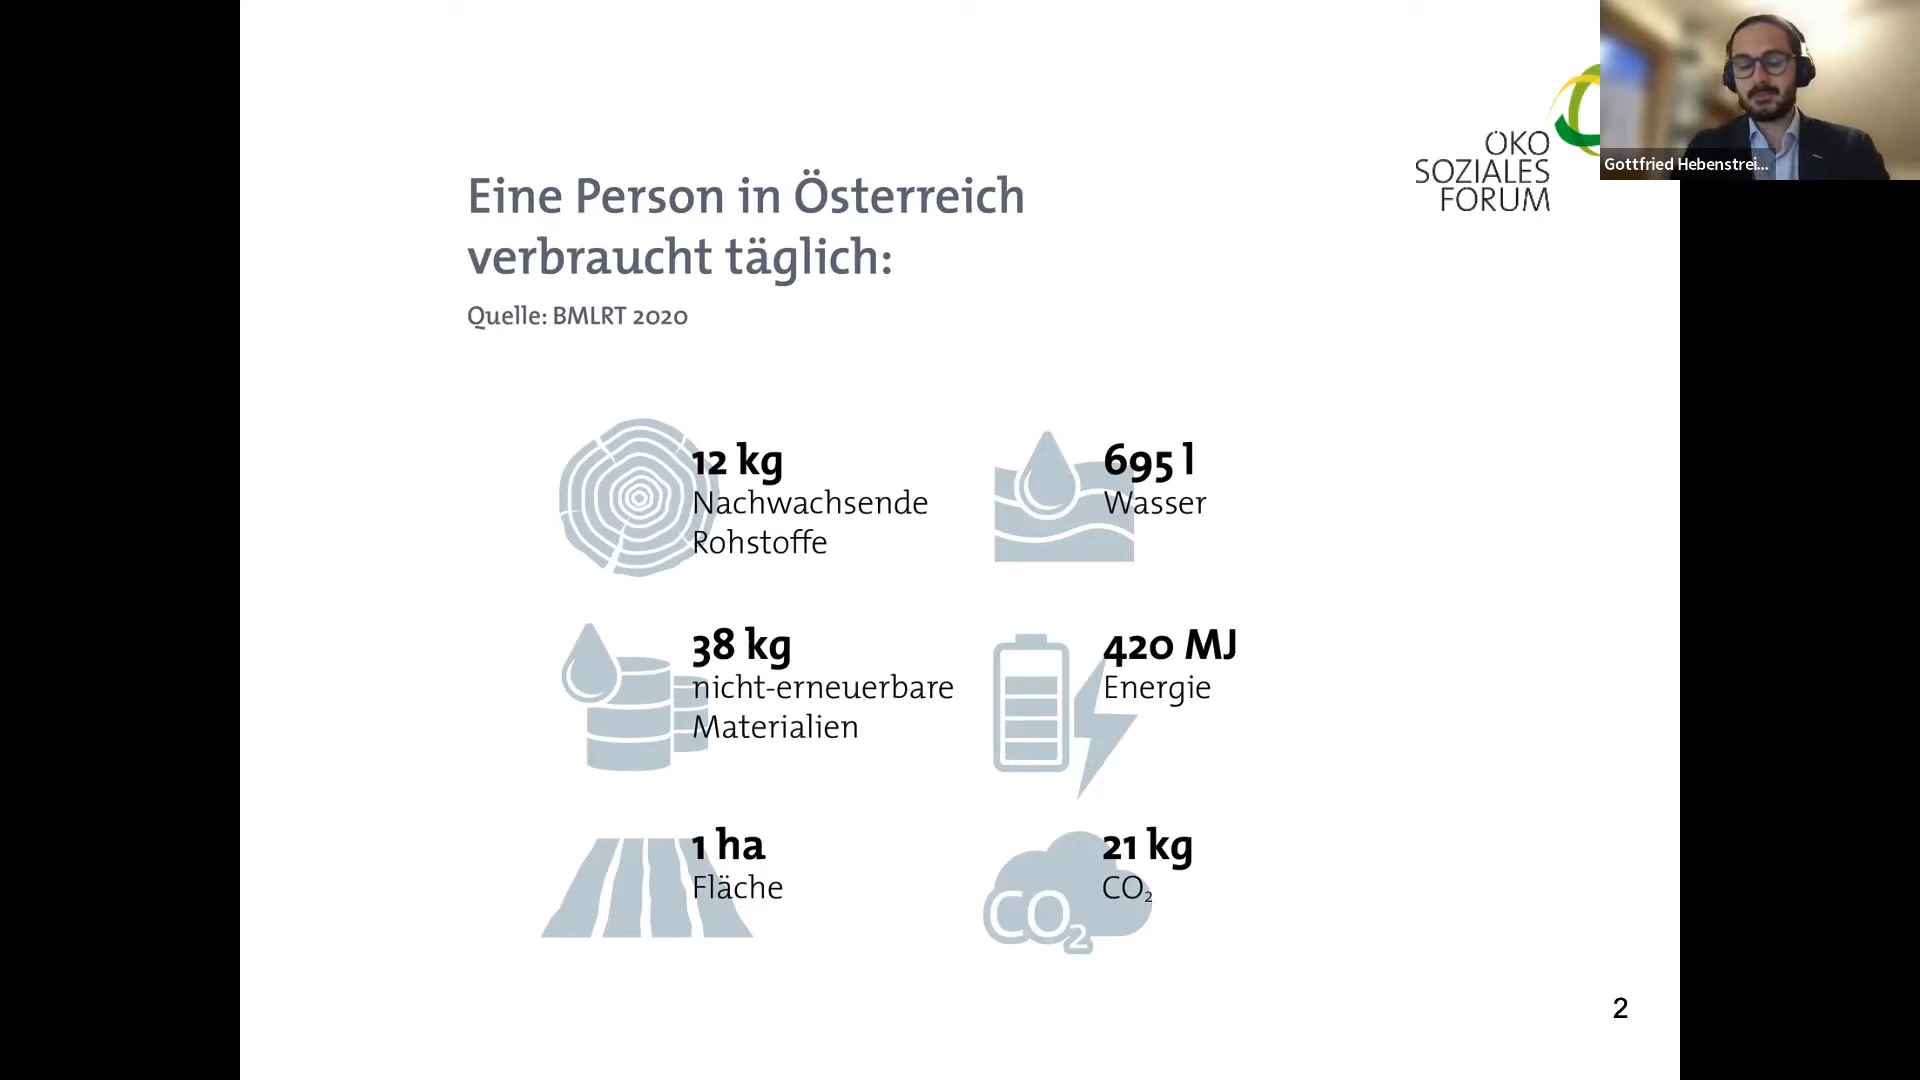 ÖKO
SOZIALES
FORUM
Gottfried Hebenstrei...
Eine Person in Österreich
verbraucht täglich:
Quelle: BMLRT 2020
12 kg
Nachwachsende
Rohstoffe
695 l
Wasser
38 kg
nicht-erneuerbare
Materialien
420 MJ
Energie
1 ha
Fläche
21 kg
CO₂
CO₂
2